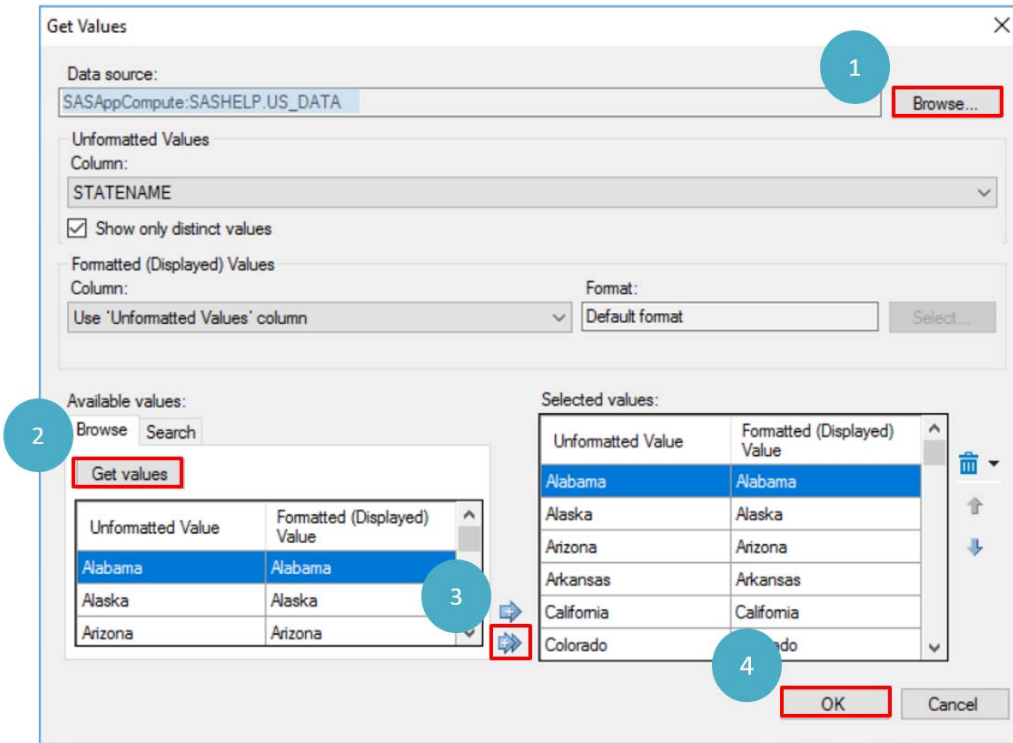 Get Values
Data source:
1
SASAppCompute:SASHELP.US_DATA
Browse...
Unformatted Values
Column:
STATENAME
Show only distinct values
Formatted (Displayed) Values
Column:
Format:
Use 'Unformatted Values' column
Default format
Select...
Available values:
2
Browse Search
Get values
Unformatted Value Formatted (Displayed)
Value
Alabama Alabama
Alaska Alaska
Arizona Arizona
3
Selected values:
Unformatted Value Formatted (Displayed)
Value
Alabama Alabama
Alaska Alaska
Arizona Arizona
Arkansas Arkansas
California California
Colorado ado
4
OK Cancel